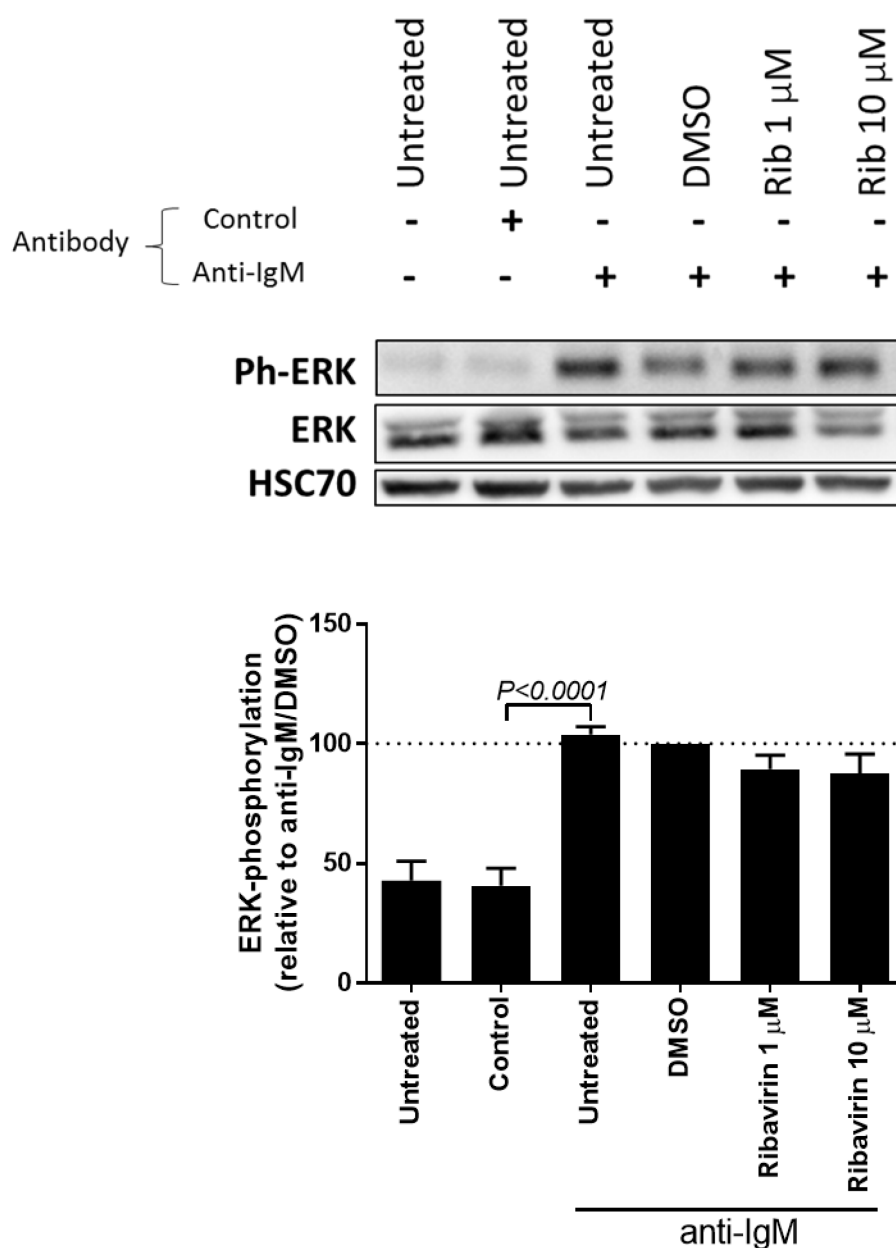 Untreated
Untreated
Untreated
DMSO
Rib 1 μM
Rib 10 μM
Antibody
Control - + - - - -
Anti-IgM - - + + + +
Ph-ERK
ERK
HSC70
ERK-phosphorylation
(relative to anti-IgM/DMSO)
150
100
50
0
P<0.0001
Untreated
Control
Untreated
DMSO
Ribavirin 1 μM
Ribavirin 10 μM
anti-IgM